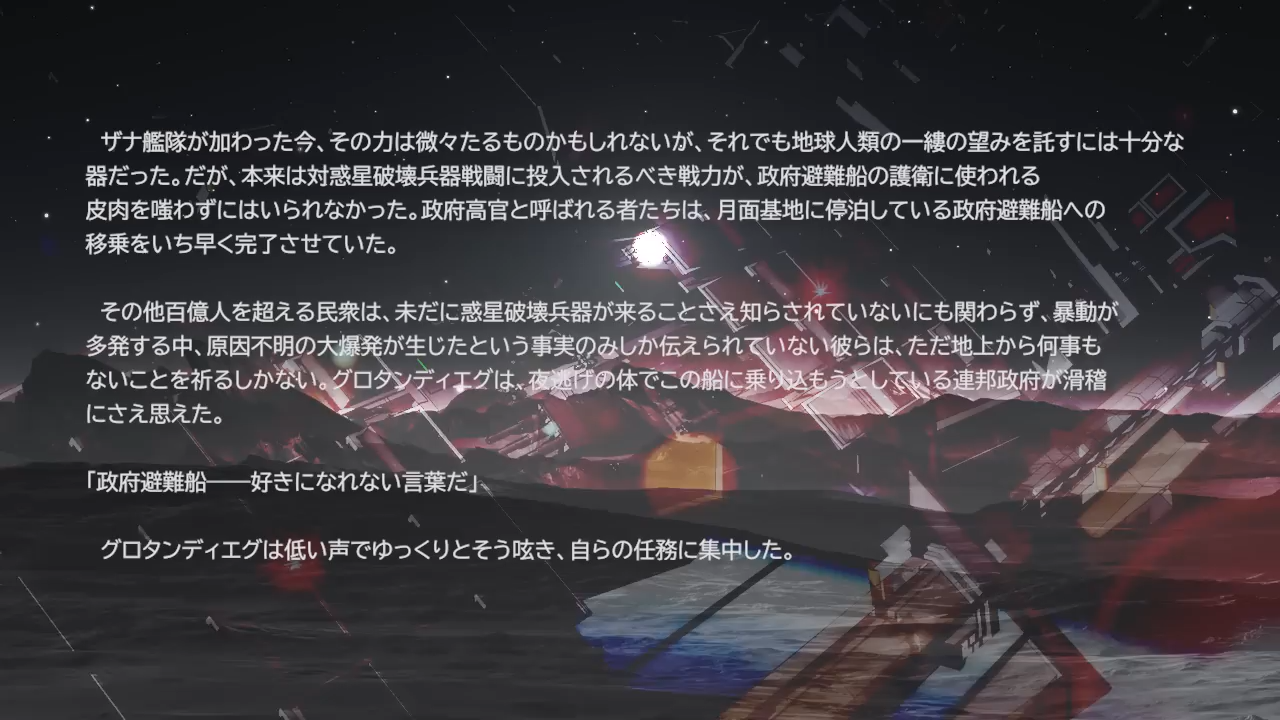 ザナ艦隊が加わった今、その力は微々たるものかもしれないが、それでも地球人類の一縷の望みを託すには十分な
器だった。だが、本来は対惑星破壊兵器戦闘に投入されるべき戦力が、政府避難船の護衛に使われる
皮肉を嗤わずにはいられなかった。政府高官と呼ばれる者たちは、月面基地に停泊している政府避難船への
移乗をいち早く完了させていた。
その他百億人を超える民衆は、未だに惑星破壊兵器が来ることさえ知らされていないにも関わらず、暴動が
多発する中、原因不明の大爆発が生じたという事実のみしか伝えられていない彼らは、ただ地上から何事も
ないことを祈るしかない。グロタンディエグは、夜逃げの体でこの船に乗り込もうとしている連邦政府が滑稽
にさえ思えた。
「政府避難船――好きになれない言葉だ」
グロタンディエグは低い声でゆっくりとそう呟き、自らの任務に集中した。